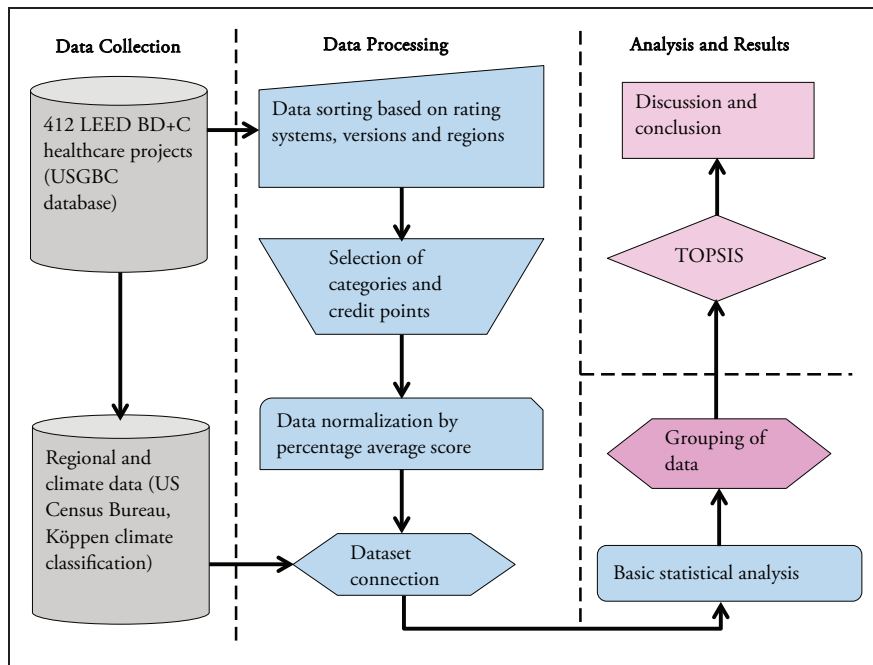 Data Collection
Data Processing
Analysis and Results
412 LEED BD+C
healthcare projects
(USGBC
database)
Regional and
climate data (US
Census Bureau,
Köppen climate
classification)
Data sorting based on rating
systems, versions and regions
Selection of
categories and
credit points
Data normalization by
percentage average score
Dataset
connection
Discussion and
conclusion
TOPSIS
Grouping of
data
Basic statistical analysis